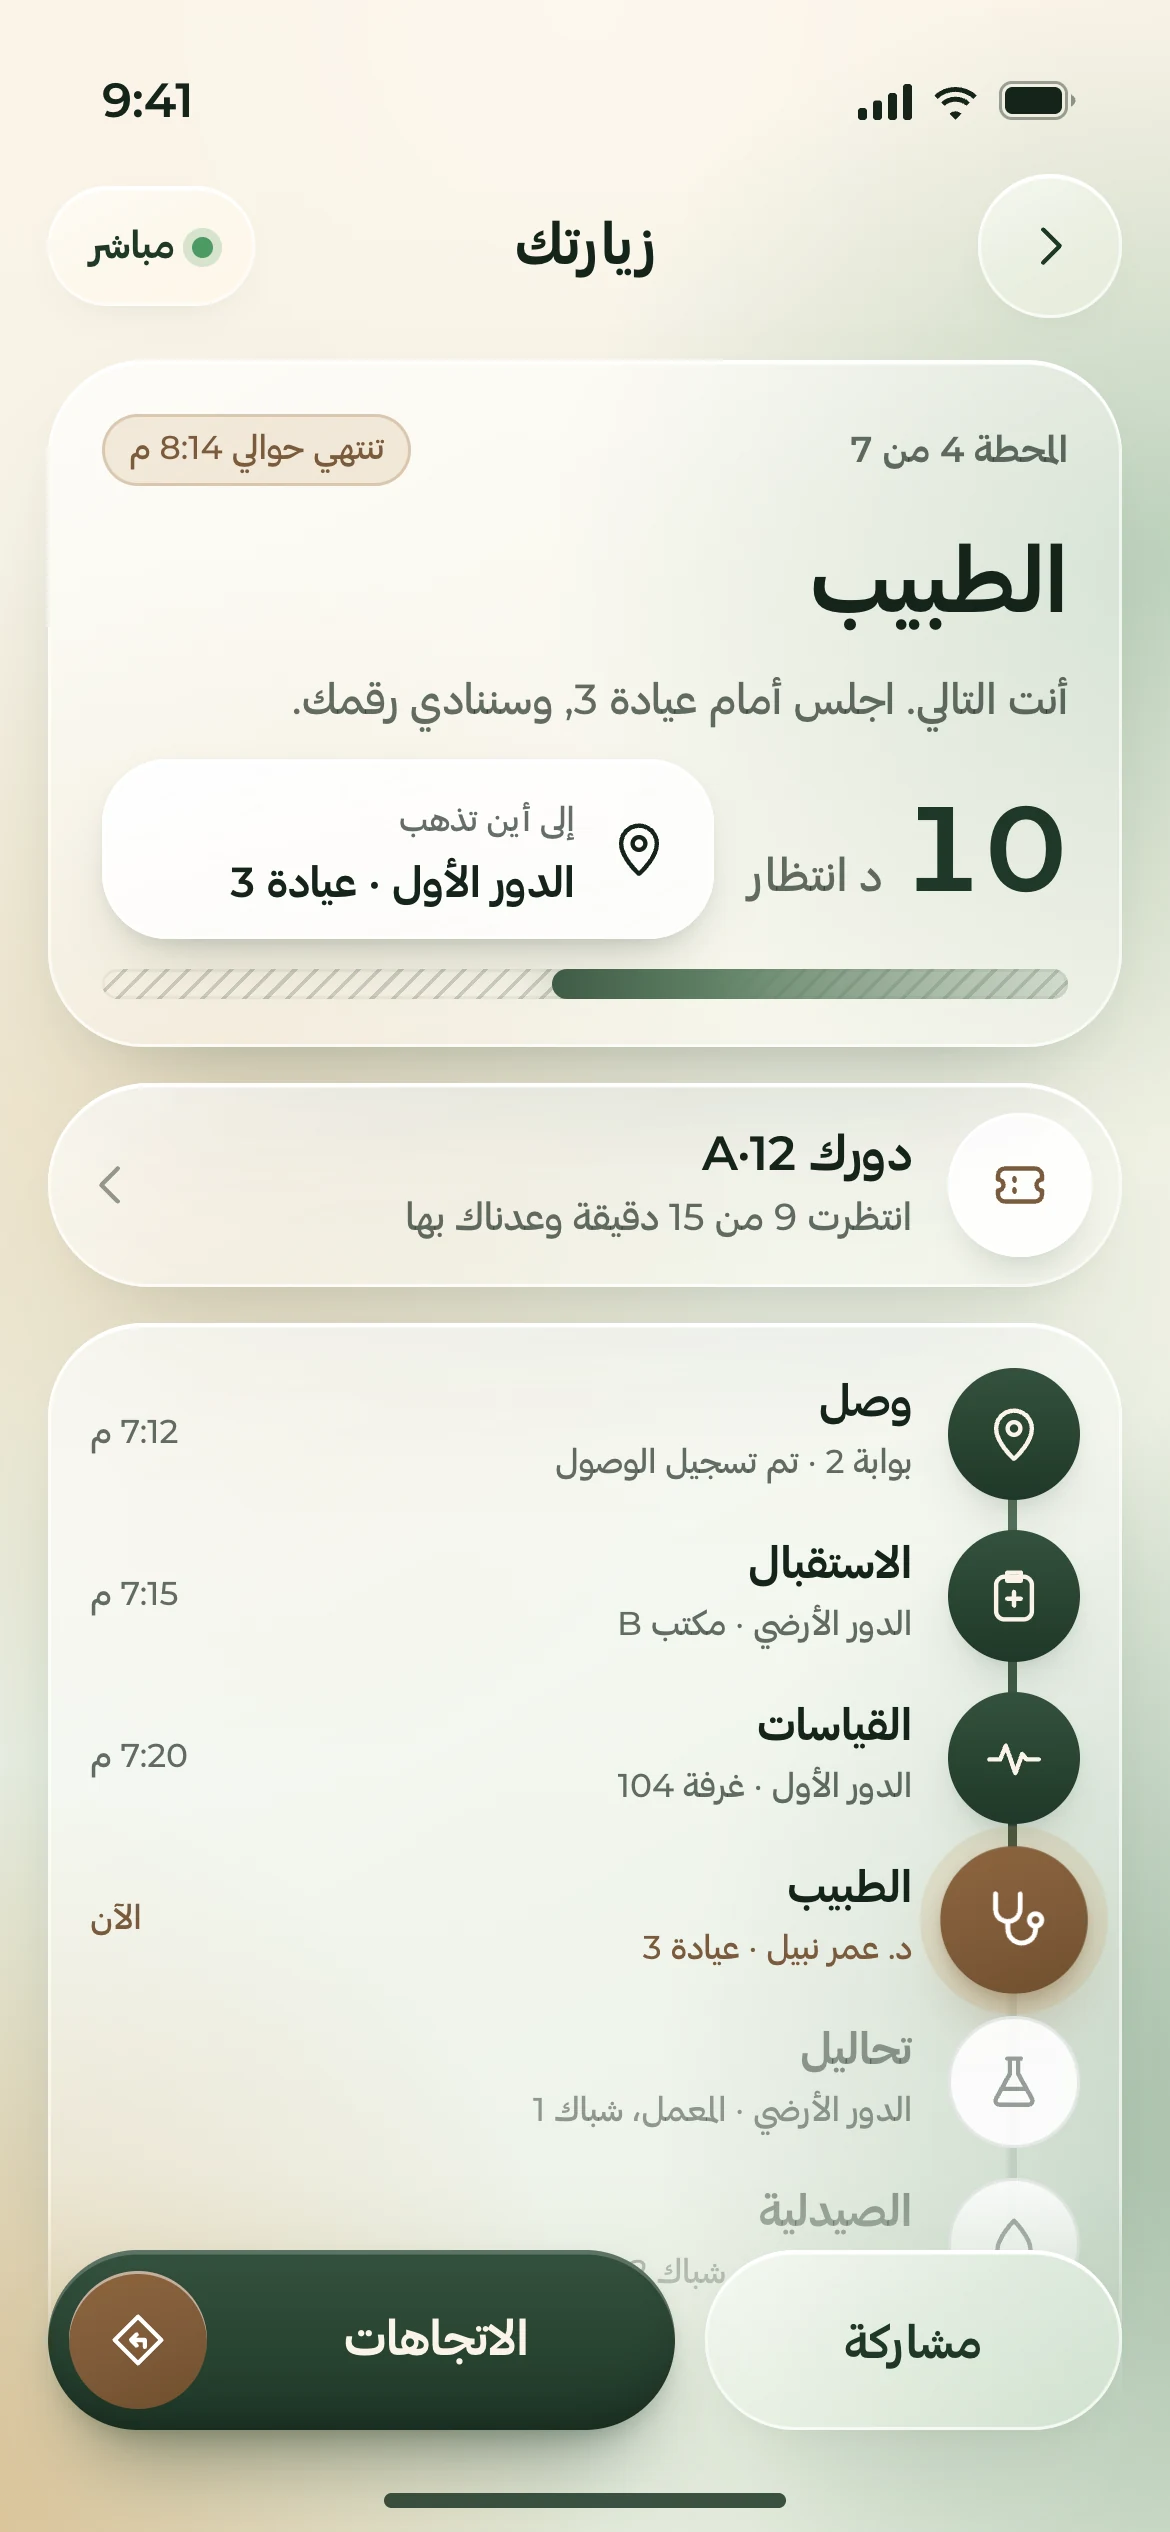 9:41
زيارتك
مباشر
المحطة 4 من 7
تنتهي حوالي 8:14 م
الطبيب
أنت التالي. اجلس أمام عيادة 3, وسننادي رقمك.
10 د انتظار
إلى أين تذهب
الدور الأول · عيادة 3
دورك A·12
انتظرت 9 من 15 دقيقة وعدناك بها
وصل
بوابة 2 · تم تسجيل الوصول
7:12 م
الاستقبال
الدور الأرضي · مكتب B
7:15 م
القياسات
الدور الأول · غرفة 104
7:20 م
الطبيب
د. عمر نبيل · عيادة 3
الآن
تحاليل
الدور الأرضي · المعمل، شباك 1
الصيدلية
شباك
مشاركة
الاتجاهات